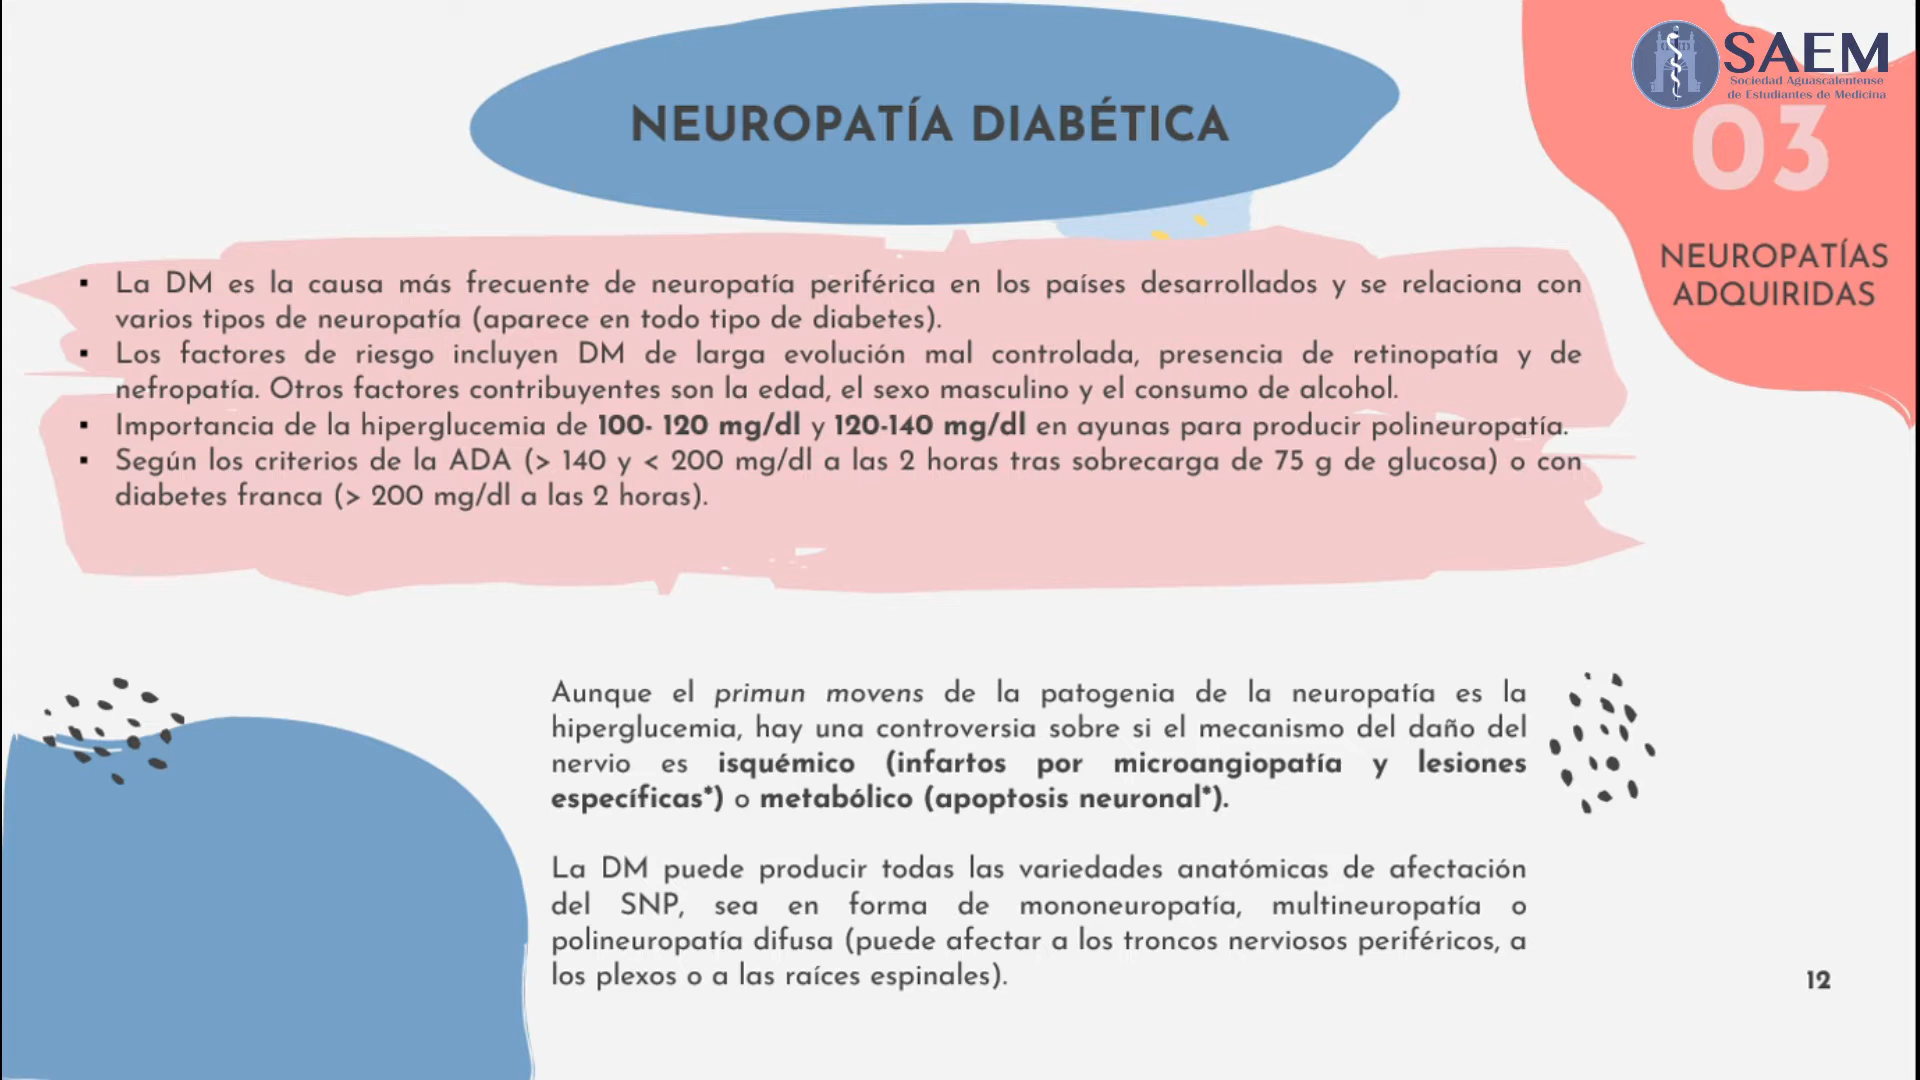 SAEM
Sociedad Aguascalentense
de Estudiantes de Medicina
NEUROPATÍA DIABÉTICA
03
NEUROPATÍAS
ADQUIRIDAS
▪ La DM es la causa más frecuente de neuropatía periférica en los países desarrollados y se relaciona con
varios tipos de neuropatía (aparece en todo tipo de diabetes).
▪ Los factores de riesgo incluyen DM de larga evolución mal controlada, presencia de retinopatía y de
nefropatía. Otros factores contribuyentes son la edad, el sexo masculino y el consumo de alcohol.
▪ Importancia de la hiperglucemia de 100- 120 mg/dl y 120-140 mg/dl en ayunas para producir polineuropatía.
▪ Según los criterios de la ADA (> 140 y < 200 mg/dl a las 2 horas tras sobrecarga de 75 g de glucosa) o con
diabetes franca (> 200 mg/dl a las 2 horas).
Aunque el primun movens de la patogenia de la neuropatía es la
hiperglucemia, hay una controversia sobre si el mecanismo del daño del
nervio es isquémico (infartos por microangiopatía y lesiones
específicas*) o metabólico (apoptosis neuronal*).
La DM puede producir todas las variedades anatómicas de afectación
del SNP, sea en forma de mononeuropatía, multineuropatía o
polineuropatía difusa (puede afectar a los troncos nerviosos periféricos, a
los plexos o a las raíces espinales).
12